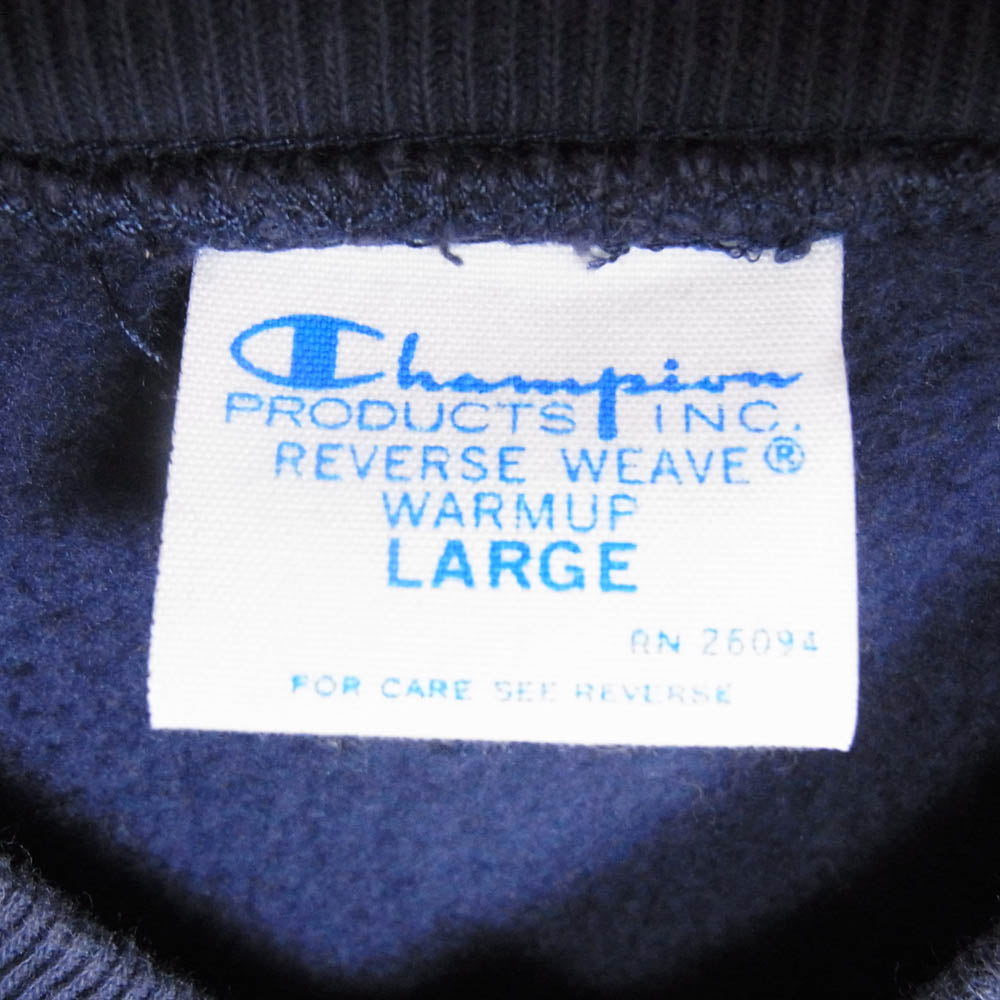 Champion
PRODUCTS INC.
REVERSE WEAVE®
WARMUP
LARGE
RN 26094
FOR CARE SEE REVERSE